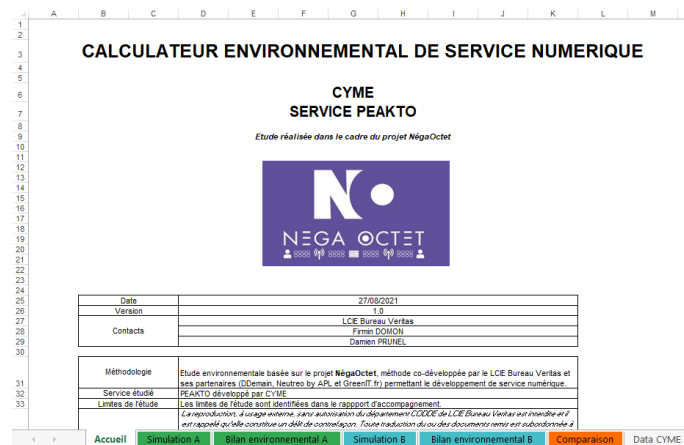 A B C D E F G H I J K L M
1
2
3 CALCULATEUR ENVIRONNEMENTAL DE SERVICE NUMERIQUE
4
5
6 CYME
7 SERVICE PEAKTO
8
9 Etude réalisée dans le cadre du projet NégaOctet
10
11
12
13
14
15
16
17
18 NEGA OCTET
19 8888 8888 8888 8888
20
21
22
23
24
25 Date 27/08/2021
26 Version 1.0
27 LCIE Bureau Veritas
28 Contacts Firmin DOMON
29 Damien PRUNEL
30
Méthodologie Etude environnementale basée sur le projet NégaOctet, méthode co-développée par le LCIE Bureau Veritas et
31 ses partenaires (DDemain, Neutreo by APL et GreenIT.fr) permettant le développement de service numérique.
32 Service étudié PEAKTO développé par CYME
33 Limites de l'étude Les limites de l'étude sont identifiées dans le rappport d'accompagnement.
La reproduction, à usage externe, sans autorisation du département CODDE de LCIE Bureau Veritas est interdite et il
est rappelé qu'elle constitue un délit de contrefaçon. Toute traduction du ou des documents remis est subordonnée à
Accueil Simulation A Bilan environnemental A Simulation B Bilan environnemental B Comparaison Data CYME